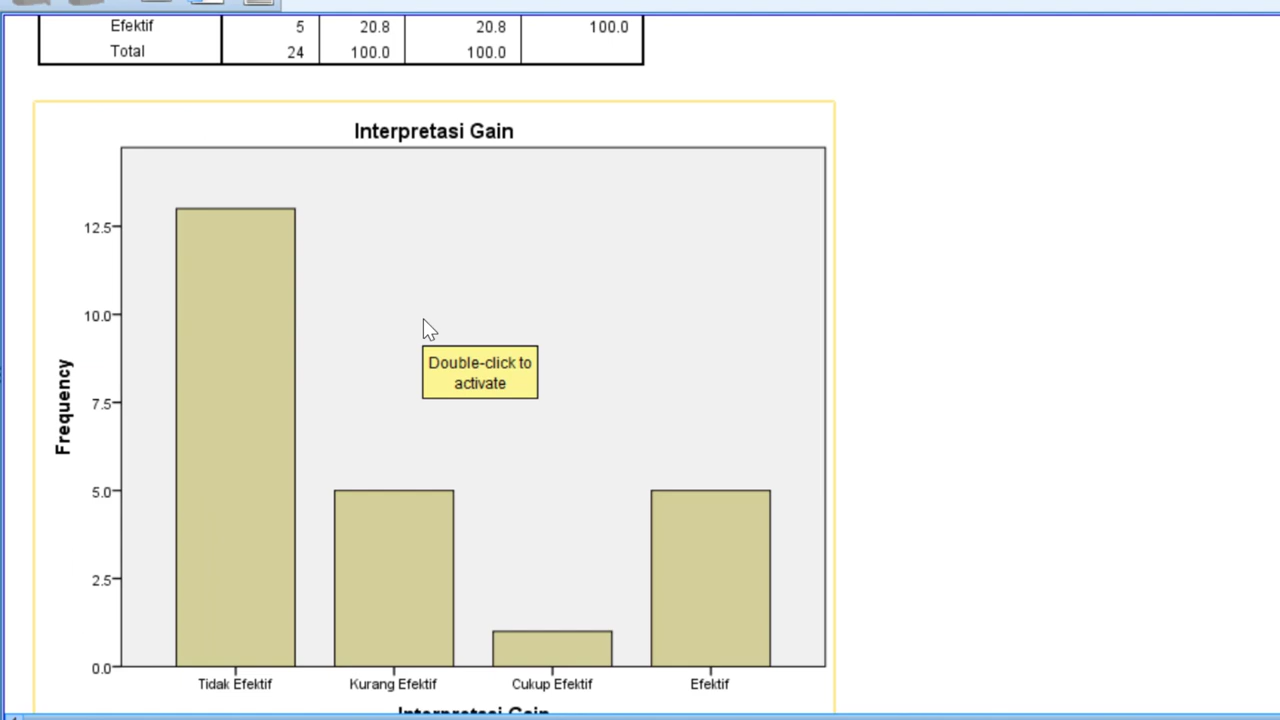 Efektif 5 20.8 20.8 100.0
Total 24 100.0 100.0
Interpretasi Gain
12.5
10.0
7.5
5.0
2.5
0.0
Frequency
Double-click to
activate
Tidak Efektif Kurang Efektif Cukup Efektif Efektif
Interpretasi Gain